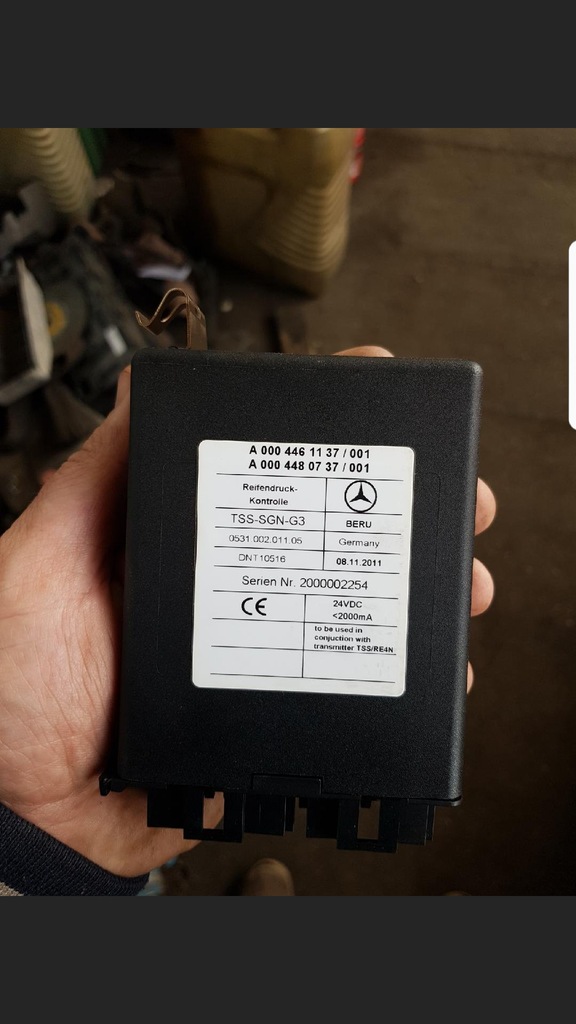 A 000 446 11 37 / 001
A 000 448 07 37 / 001
Reifendruck-
Kontrolle
TSS-SGN-G3
BERU
0531.002.011.05
Germany
DNT10516
08.11.2011
Serien Nr. 2000002254
CE
24VDC
<2000mA
to be used in
conjuction with
transmitter TSS/RE4N